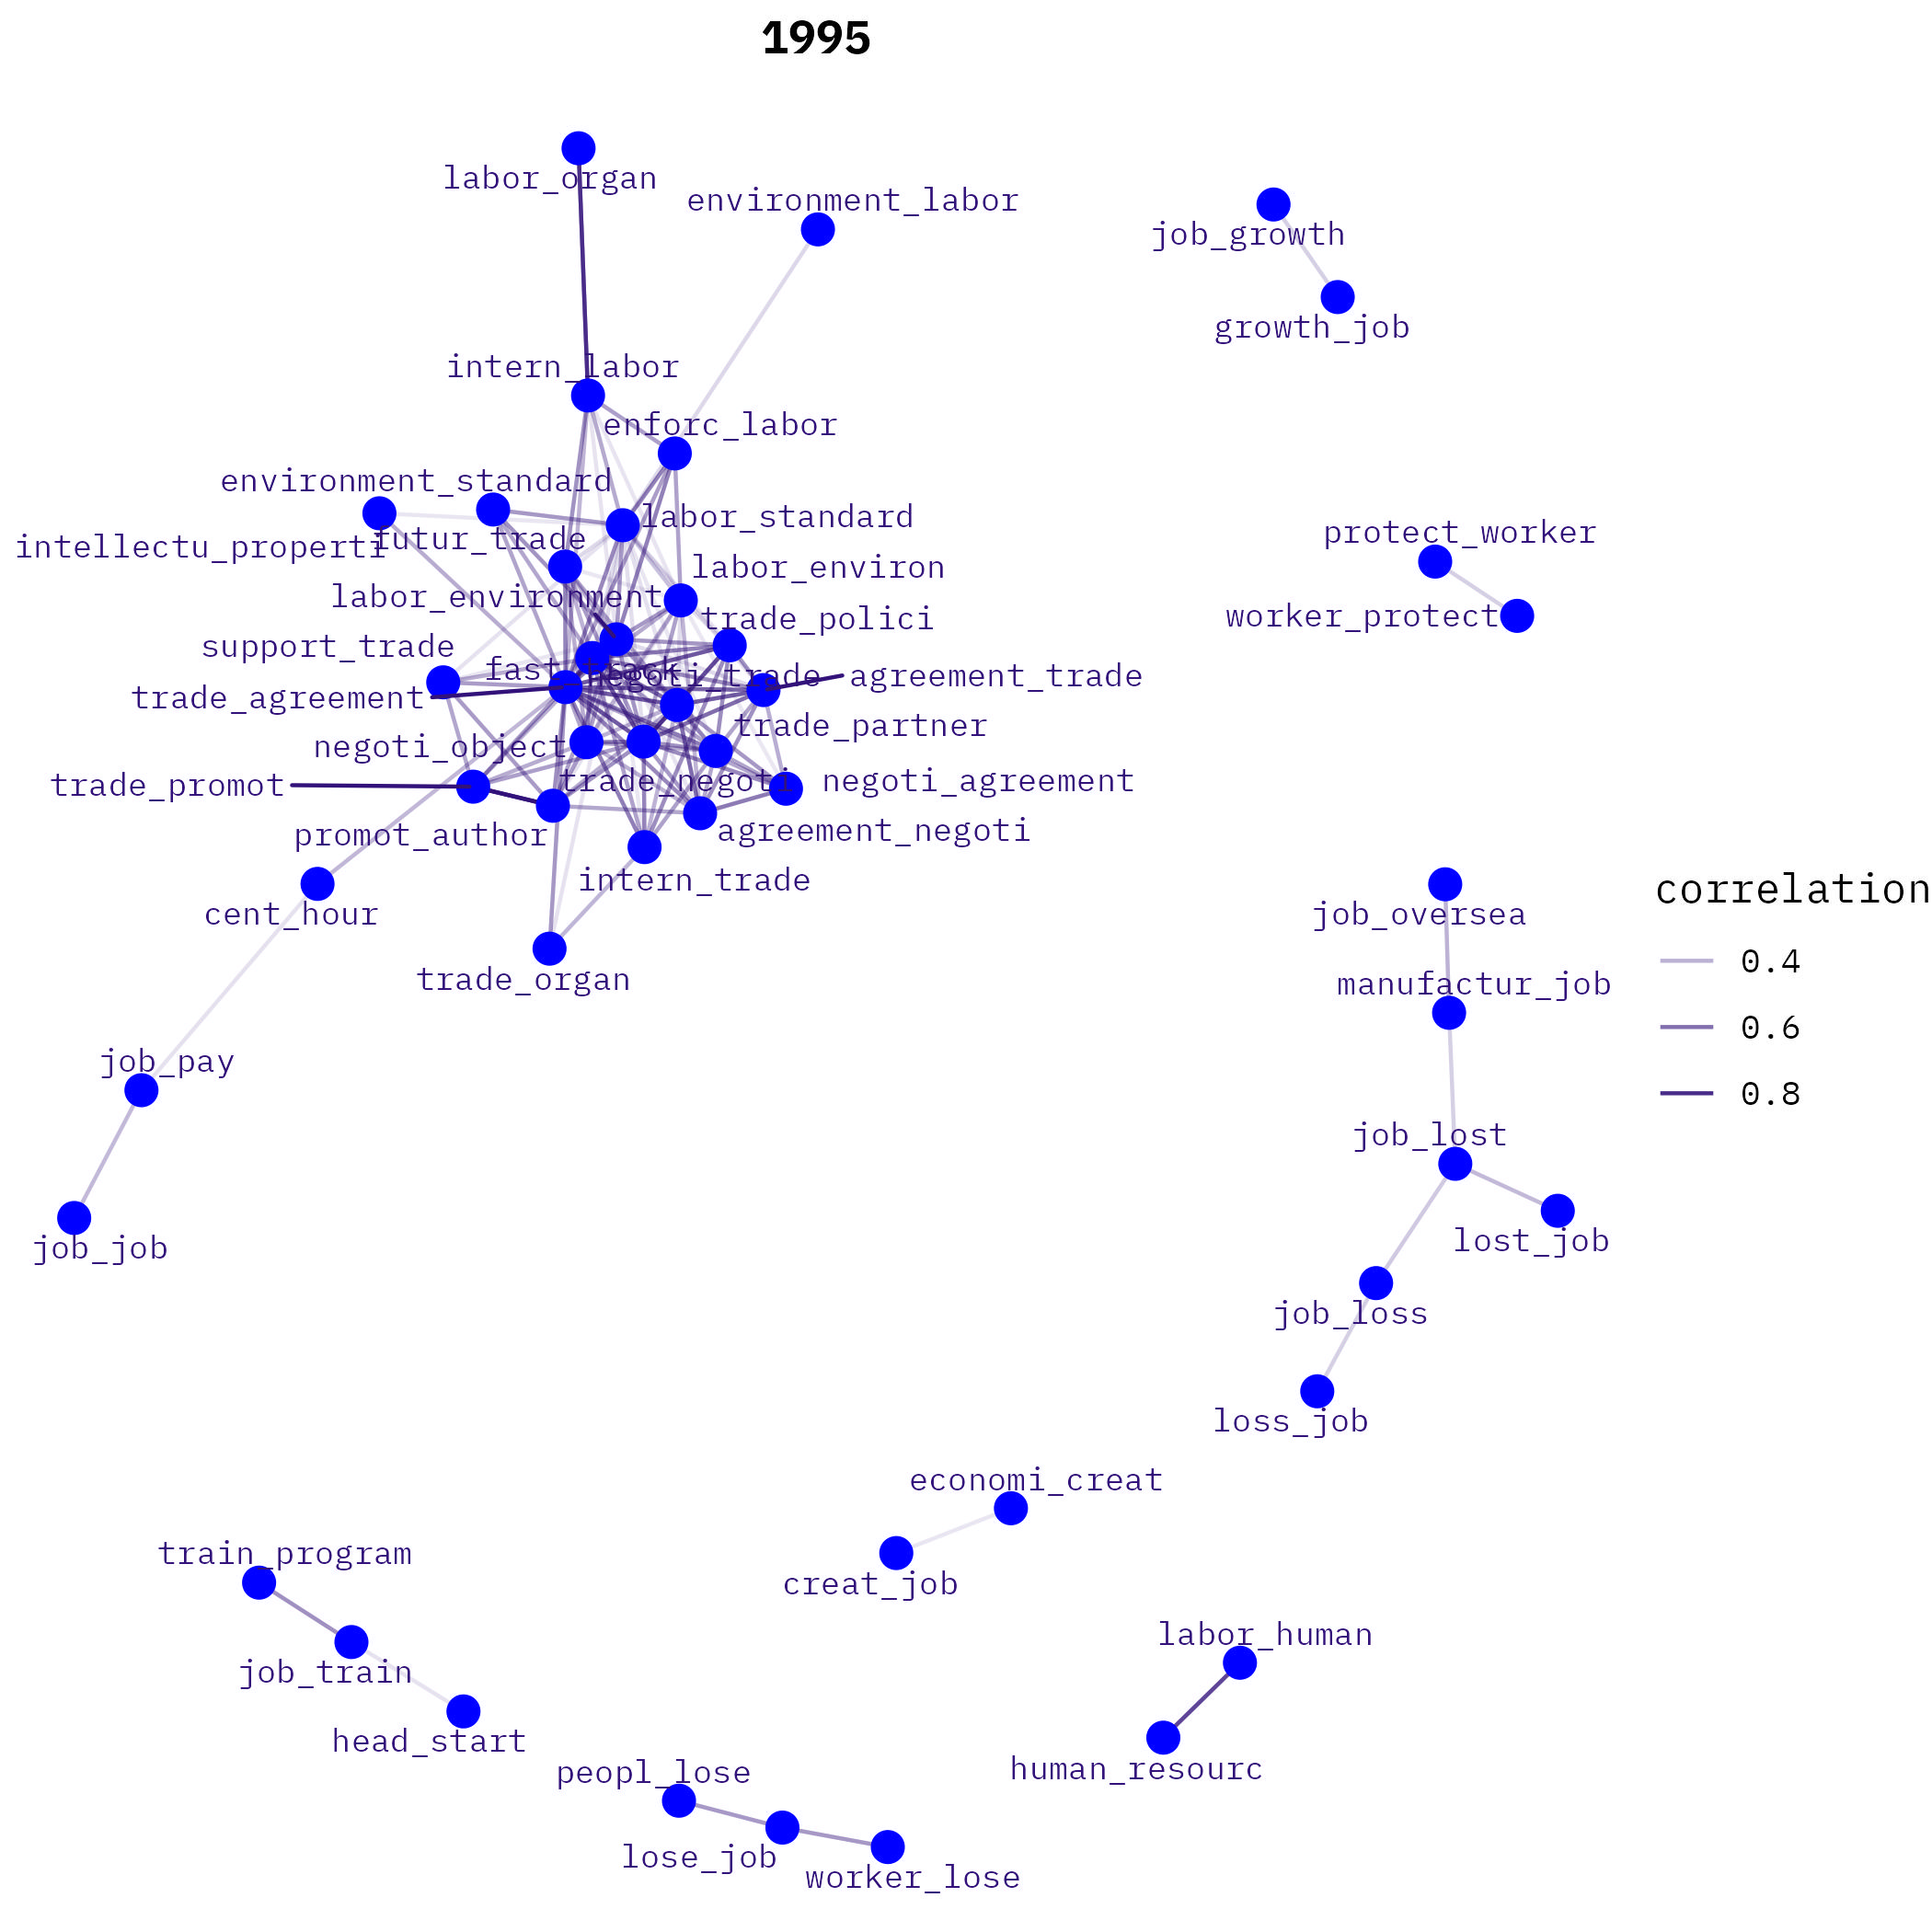 1995
labor_organ
environment_labor
job_growth
growth_job
intern_labor
enforc_labor
environment_standard
labor_standard
protect_worker
futur_trade
intellectu_properti
labor_environ
labor_environment
worker_protect
trade_polici
support_trade
fast_track
negoti_trade
agreement_trade
trade_agreement
trade_partner
negoti_object
trade_promot
trade_negoti
negoti_agreement
promot_author
agreement_negoti
intern_trade
correlation
cent_hour
job_oversea
0.4
trade_organ
manufactur_job
0.6
job_pay
0.8
job_lost
job_job
lost_job
job_loss
loss_job
economi_creat
train_program
creat_job
labor_human
job_train
head_start
human_resourc
peopl_lose
lose_job
worker_lose